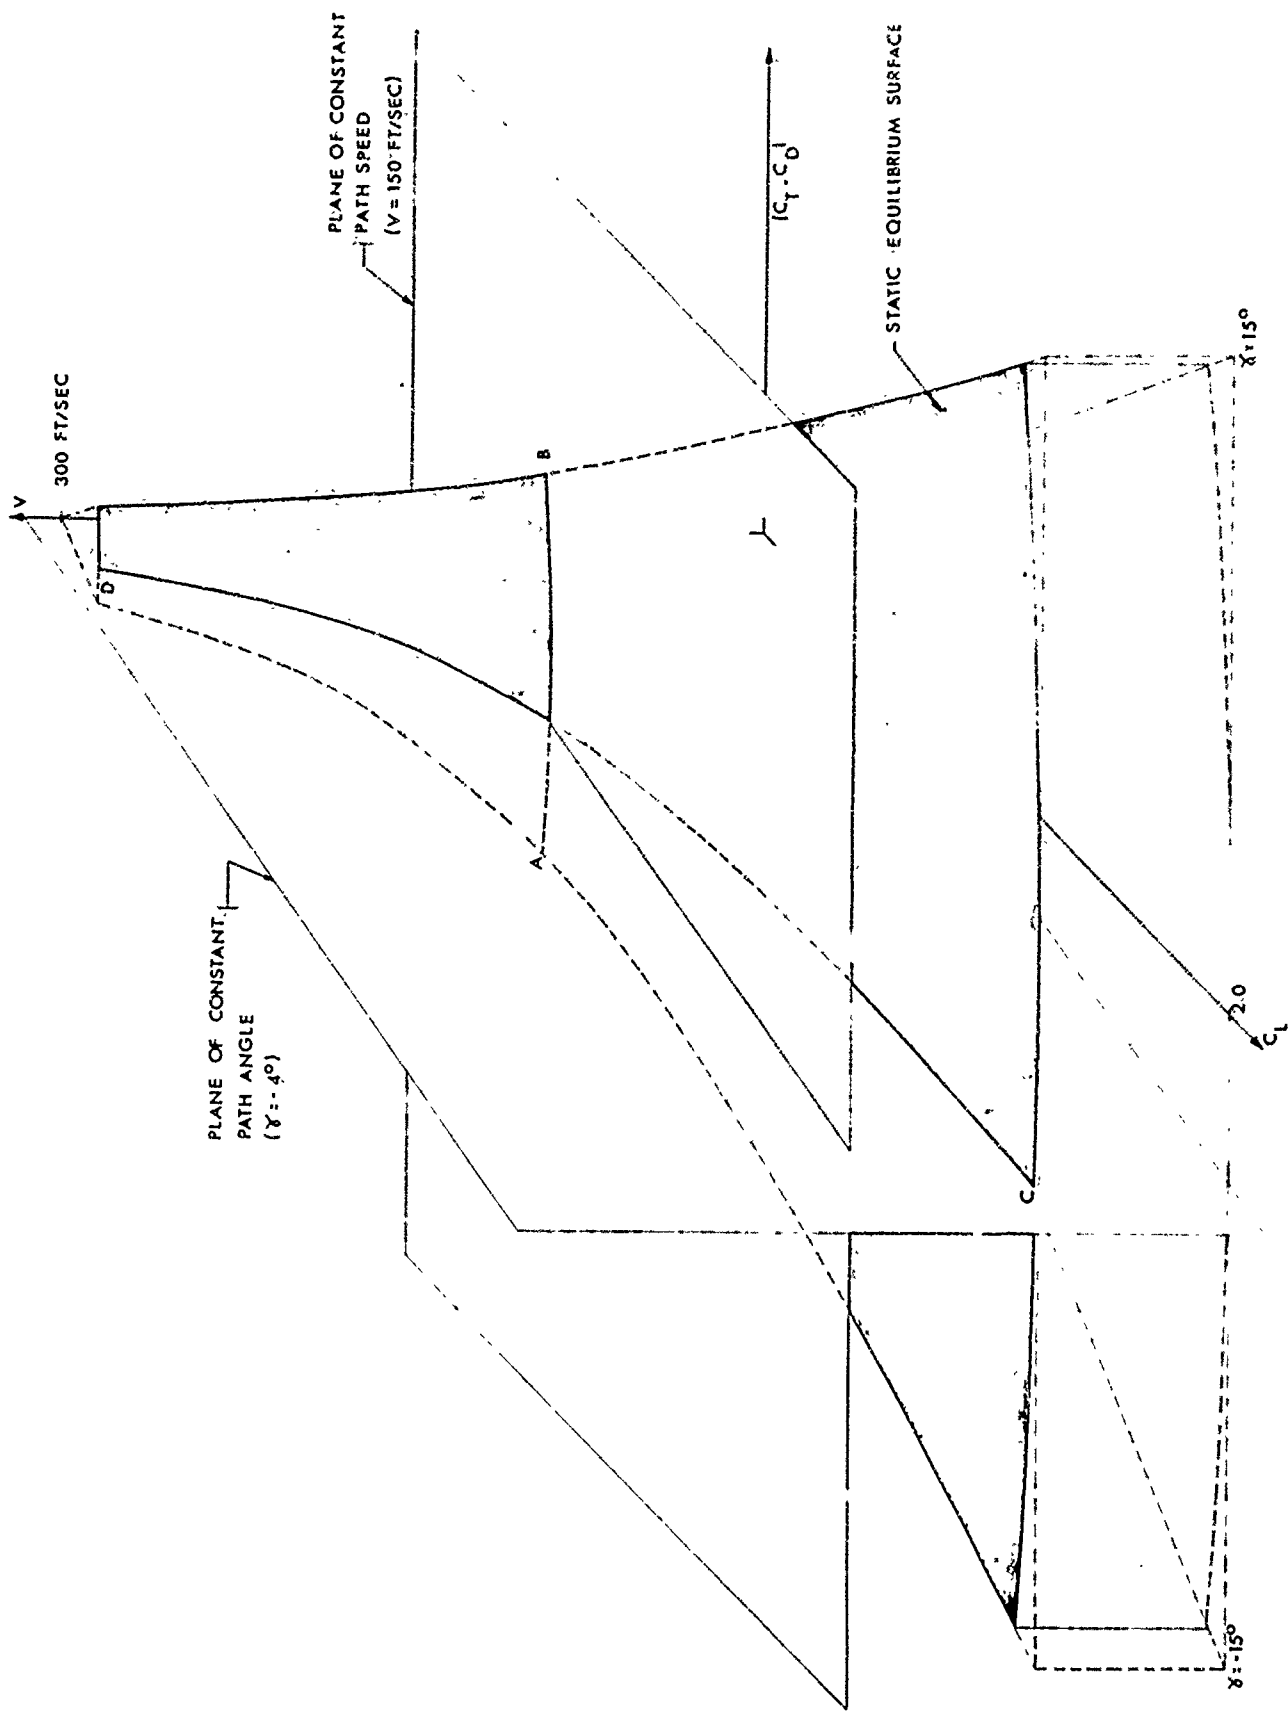 V
300 FT/SEC
PLANE OF CONSTANT
PATH SPEED
(V = 150 FT/SEC)
PLANE OF CONSTANT
PATH ANGLE
(γ = - 4°)
D
B
A
(C_T - C_D)
STATIC EQUILIBRIUM SURFACE
C
2.0
C_L
γ = 15°
γ = -15°